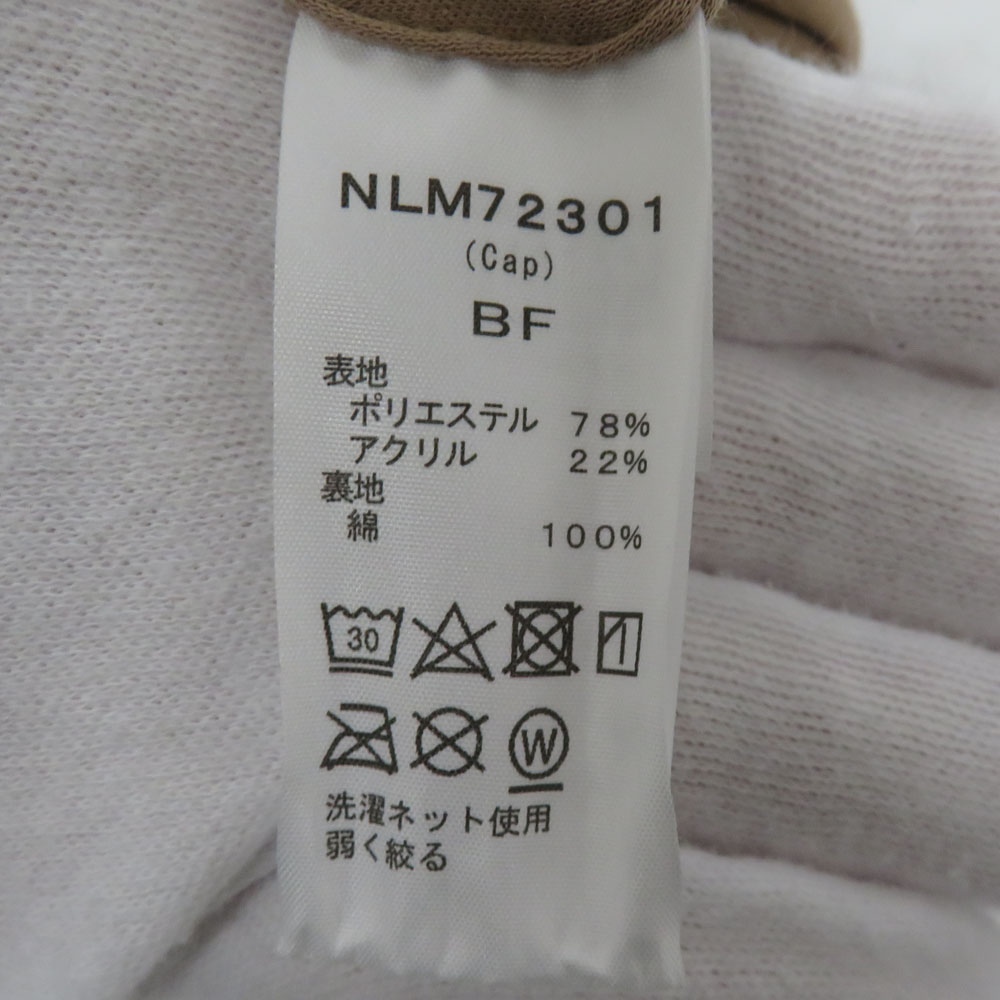 NLM72301
(Cap)
BF
表地
ポリエステル 78%
アクリル 22%
裏地
綿 100%
30
W
洗濯ネット使用
弱く絞る